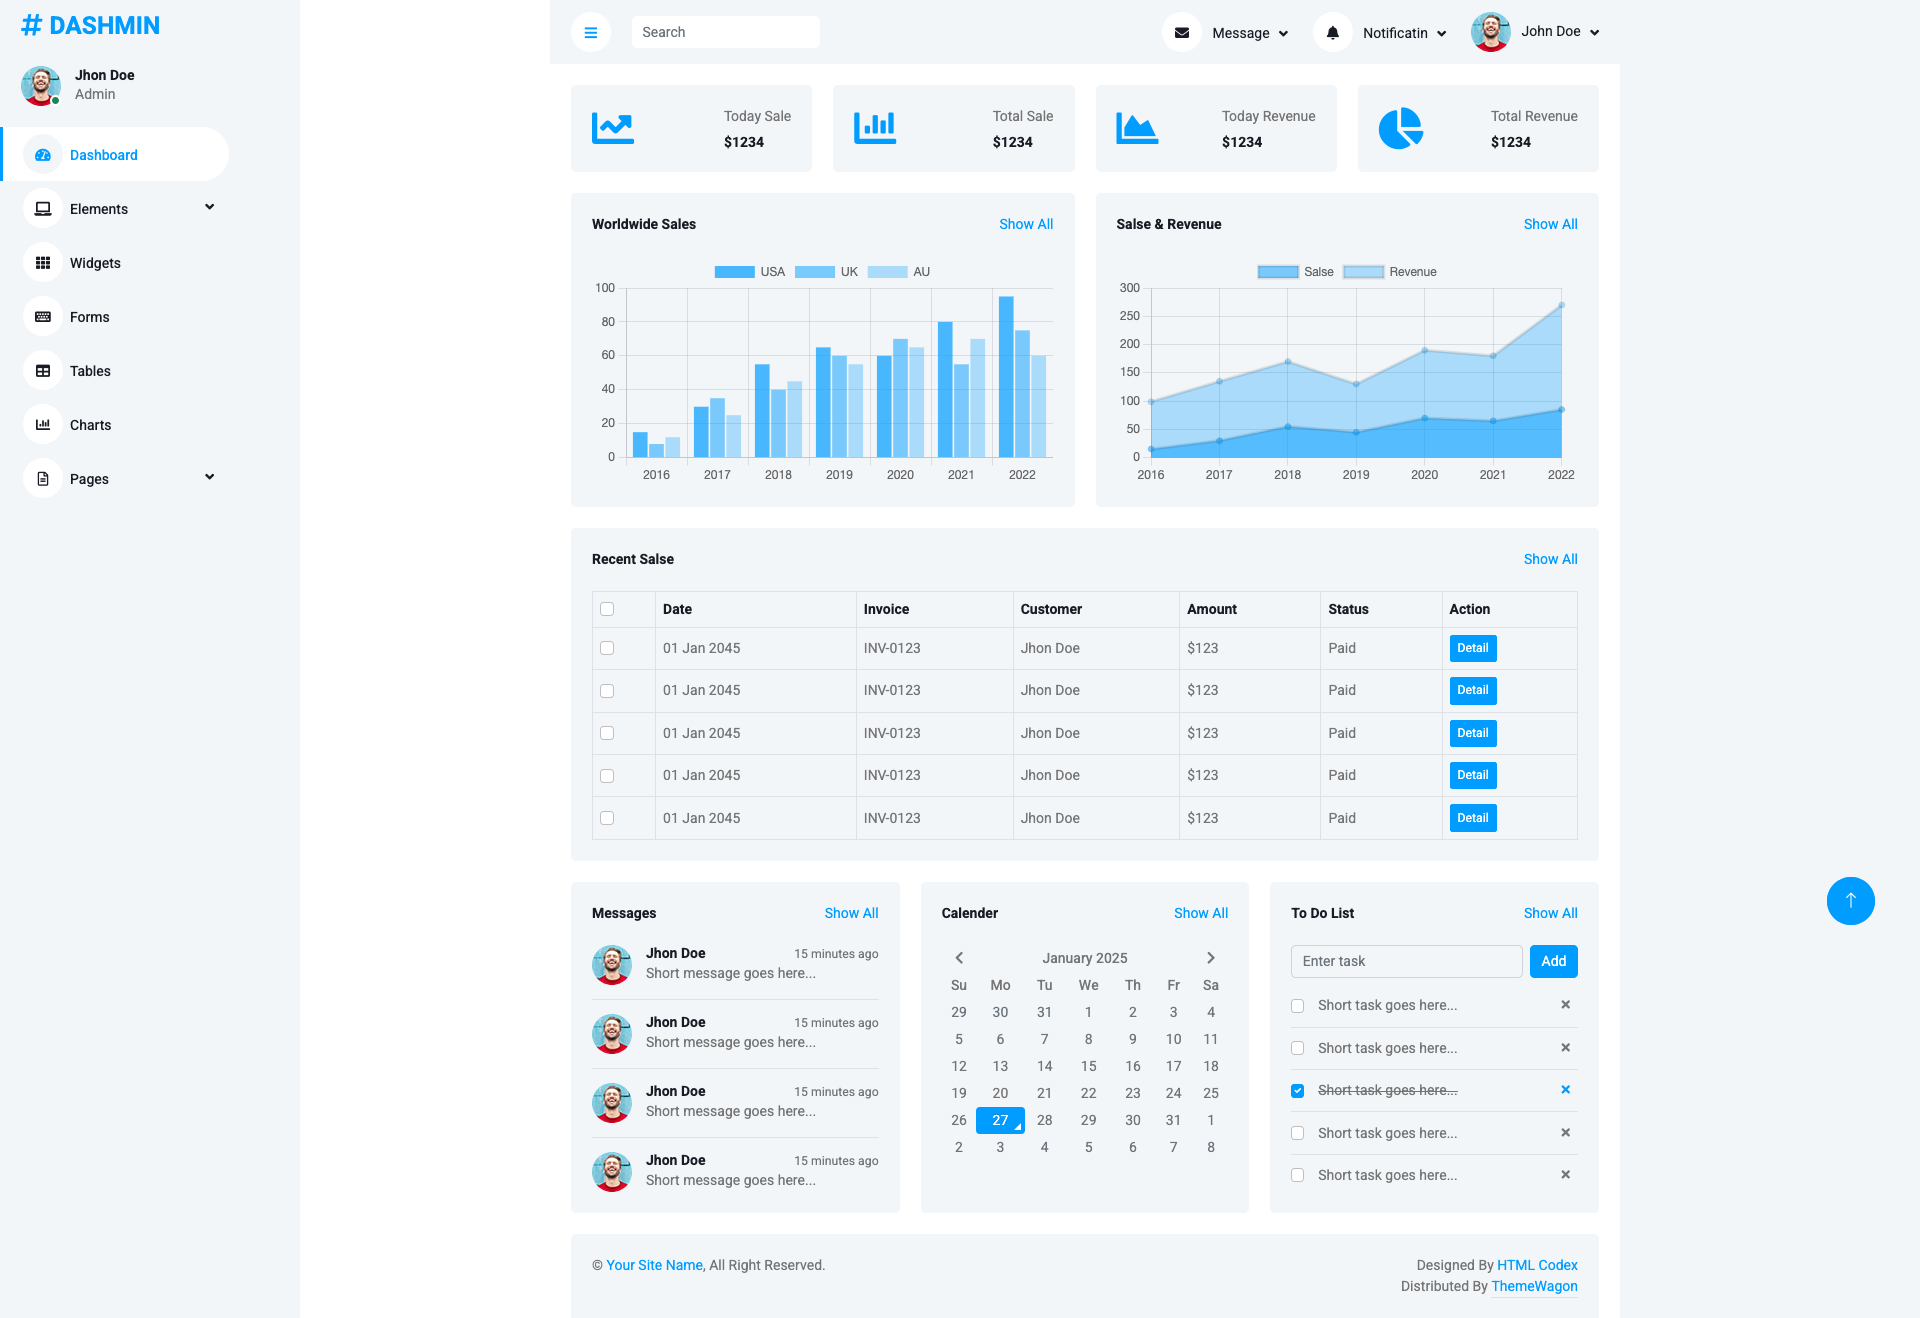 # DASHMIN
Jhon Doe
Admin
Dashboard
Elements
Widgets
Forms
Tables
Charts
Pages
Search
Message
Notificatin
John Doe
Today Sale
$1234
Total Sale
$1234
Today Revenue
$1234
Total Revenue
$1234
Worldwide Sales Show All
USA UK AU
100
80
60
40
20
0
2016 2017 2018 2019 2020 2021 2022
Salse & Revenue Show All
Salse Revenue
300
250
200
150
100
50
0
2016 2017 2018 2019 2020 2021 2022
Recent Salse Show All
Date Invoice Customer Amount Status Action
01 Jan 2045 INV-0123 Jhon Doe $123 Paid Detail
01 Jan 2045 INV-0123 Jhon Doe $123 Paid Detail
01 Jan 2045 INV-0123 Jhon Doe $123 Paid Detail
01 Jan 2045 INV-0123 Jhon Doe $123 Paid Detail
01 Jan 2045 INV-0123 Jhon Doe $123 Paid Detail
Messages Show All
Jhon Doe 15 minutes ago
Short message goes here...
Jhon Doe 15 minutes ago
Short message goes here...
Jhon Doe 15 minutes ago
Short message goes here...
Jhon Doe 15 minutes ago
Short message goes here...
Calender Show All
January 2025
Su Mo Tu We Th Fr Sa
29 30 31 1 2 3 4
5 6 7 8 9 10 11
12 13 14 15 16 17 18
19 20 21 22 23 24 25
26 27 28 29 30 31 1
2 3 4 5 6 7 8
To Do List Show All
Enter task Add
Short task goes here...
Short task goes here...
Short task goes here...
Short task goes here...
Short task goes here...
© Your Site Name, All Right Reserved.
Designed By HTML Codex
Distributed By ThemeWagon